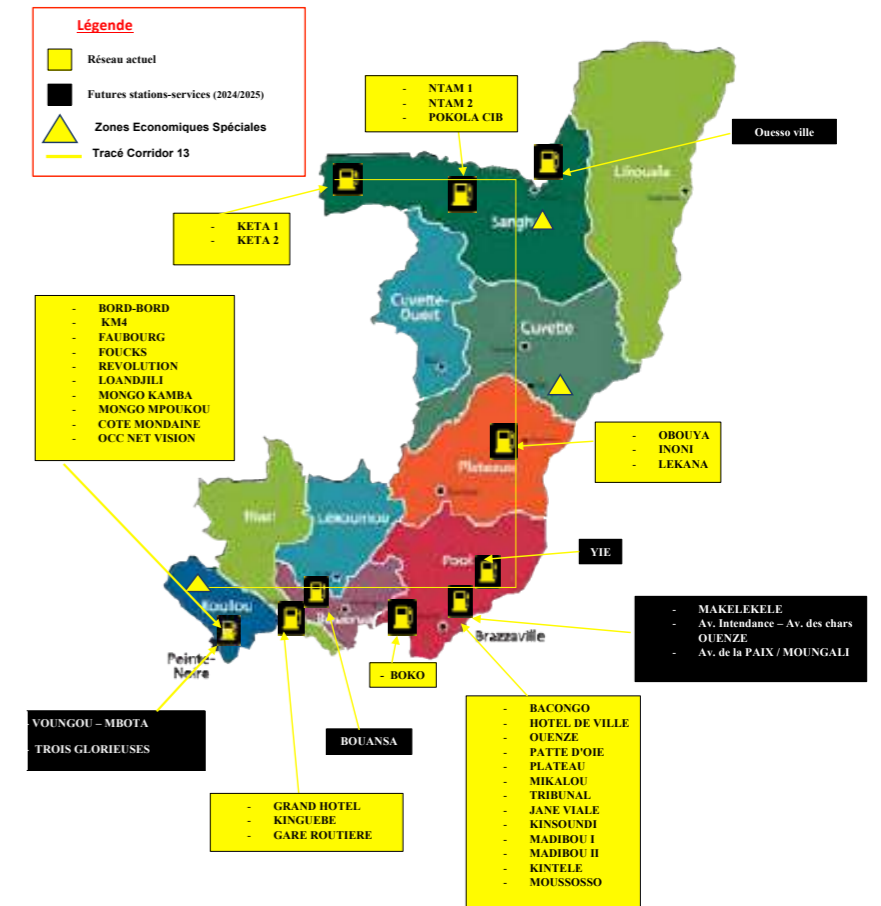 Légende
Réseau actuel
Futures stations-services (2024/2025)
Zones Economiques Spéciales
Tracé Corridor 13
- NTAM 1
- NTAM 2
- POKOLA CIB
Ouesso ville
Likouala
Sangha
- KETA 1
- KETA 2
Cuvette-
Ouest
Cuvette
- BORD-BORD
- KM4
- FAUBOURG
- FOUCKS
- REVOLUTION
- LOANDJILI
- MONGO KAMBA
- MONGO MPOUKOU
- COTE MONDAINE
- OCC NET VISION
- OBOUYA
- INONI
- LEKANA
Plateaux
Niari
Lékoumou
Pool
YIE
Kouilou
Bouenza
- MAKELEKELE
- Av. Intendance – Av. des chars
OUENZE
- Av. de la PAIX / MOUNGALI
Brazzaville
Pointe-
Noire
- BOKO
- VOUNGOU – MBOTA
- TROIS GLORIEUSES
BOUANSA
- BACONGO
- HOTEL DE VILLE
- OUENZE
- PATTE D'OIE
- PLATEAU
- MIKALOU
- TRIBUNAL
- JANE VIALE
- KINSOUNDI
- MADIBOU I
- MADIBOU II
- KINTELE
- MOUSSOSSO
- GRAND HOTEL
- KINGUEBE
- GARE ROUTIERE